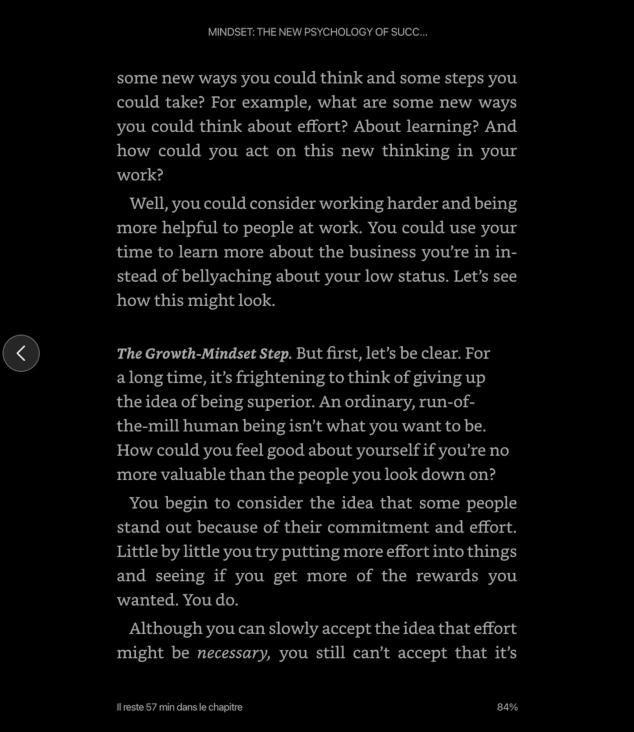 MINDSET: THE NEW PSYCHOLOGY OF SUCC...
some new ways you could think and some steps you
could take? For example, what are some new ways
you could think about effort? About learning? And
how could you act on this new thinking in your
work?
Well, you could consider working harder and being
more helpful to people at work. You could use your
time to learn more about the business you’re in in-
stead of bellyaching about your low status. Let’s see
how this might look.
The Growth-Mindset Step. But first, let’s be clear. For
a long time, it’s frightening to think of giving up
the idea of being superior. An ordinary, run-of-
the-mill human being isn’t what you want to be.
How could you feel good about yourself if you’re no
more valuable than the people you look down on?
You begin to consider the idea that some people
stand out because of their commitment and effort.
Little by little you try putting more effort into things
and seeing if you get more of the rewards you
wanted. You do.
Although you can slowly accept the idea that effort
might be necessary, you still can’t accept that it’s
Il reste 57 min dans le chapitre
84%